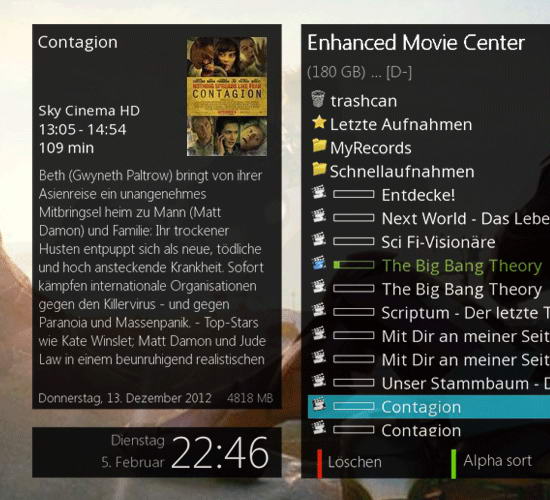 Contagion
NOTHING SPREADS LIKE FEAR
CONTAGION
Sky Cinema HD
13:05 - 14:54
109 min
Beth (Gwyneth Paltrow) bringt von ihrer
Asienreise ein unangenehmes
Mitbringsel heim zu Mann (Matt
Damon) und Familie: Ihr trockener
Husten entpuppt sich als neue, tödliche
und hoch ansteckende Krankheit. Sofort
kämpfen internationale Organisationen
gegen den Killervirus - und gegen
Paranoia und Massenpanik. - Top-Stars
wie Kate Winslet; Matt Damon und Jude
Law in einem beunruhigend realistischen
Donnerstag, 13. Dezember 2012 4818 MB
Dienstag
5. Februar
22:46
Enhanced Movie Center
(180 GB) ... [D-]
trashcan
Letzte Aufnahmen
MyRecords
Schnellaufnahmen
Entdecke!
Next World - Das Lebe
Sci Fi-Visionäre
The Big Bang Theory
The Big Bang Theory
Scriptum - Der letzte T
Mit Dir an meiner Seit
Mit Dir an meiner Seit
Unser Stammbaum - D
Contagion
Contagion
Löschen
Alpha sort